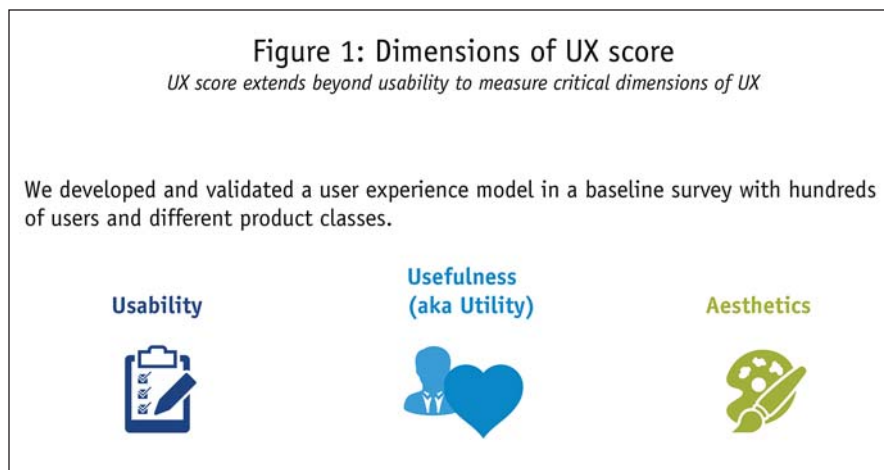 Figure 1: Dimensions of UX score
UX score extends beyond usability to measure critical dimensions of UX
We developed and validated a user experience model in a baseline survey with hundreds
of users and different product classes.
Usability
Usefulness
(aka Utility)
Aesthetics